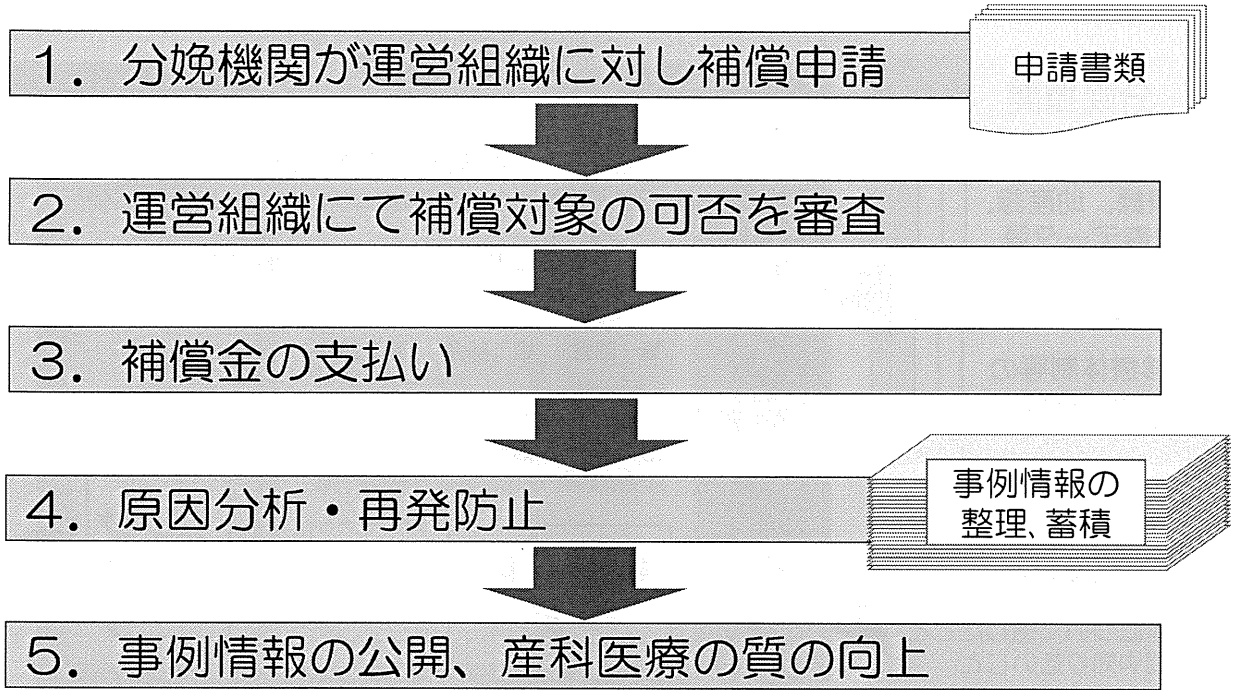 1. 分娩機関が運営組織に対し補償申請
申請書類
2. 運営組織にて補償対象の可否を審査
3. 補償金の支払い
4. 原因分析・再発防止
事例情報の
整理、蓄積
5. 事例情報の公開、産科医療の質の向上